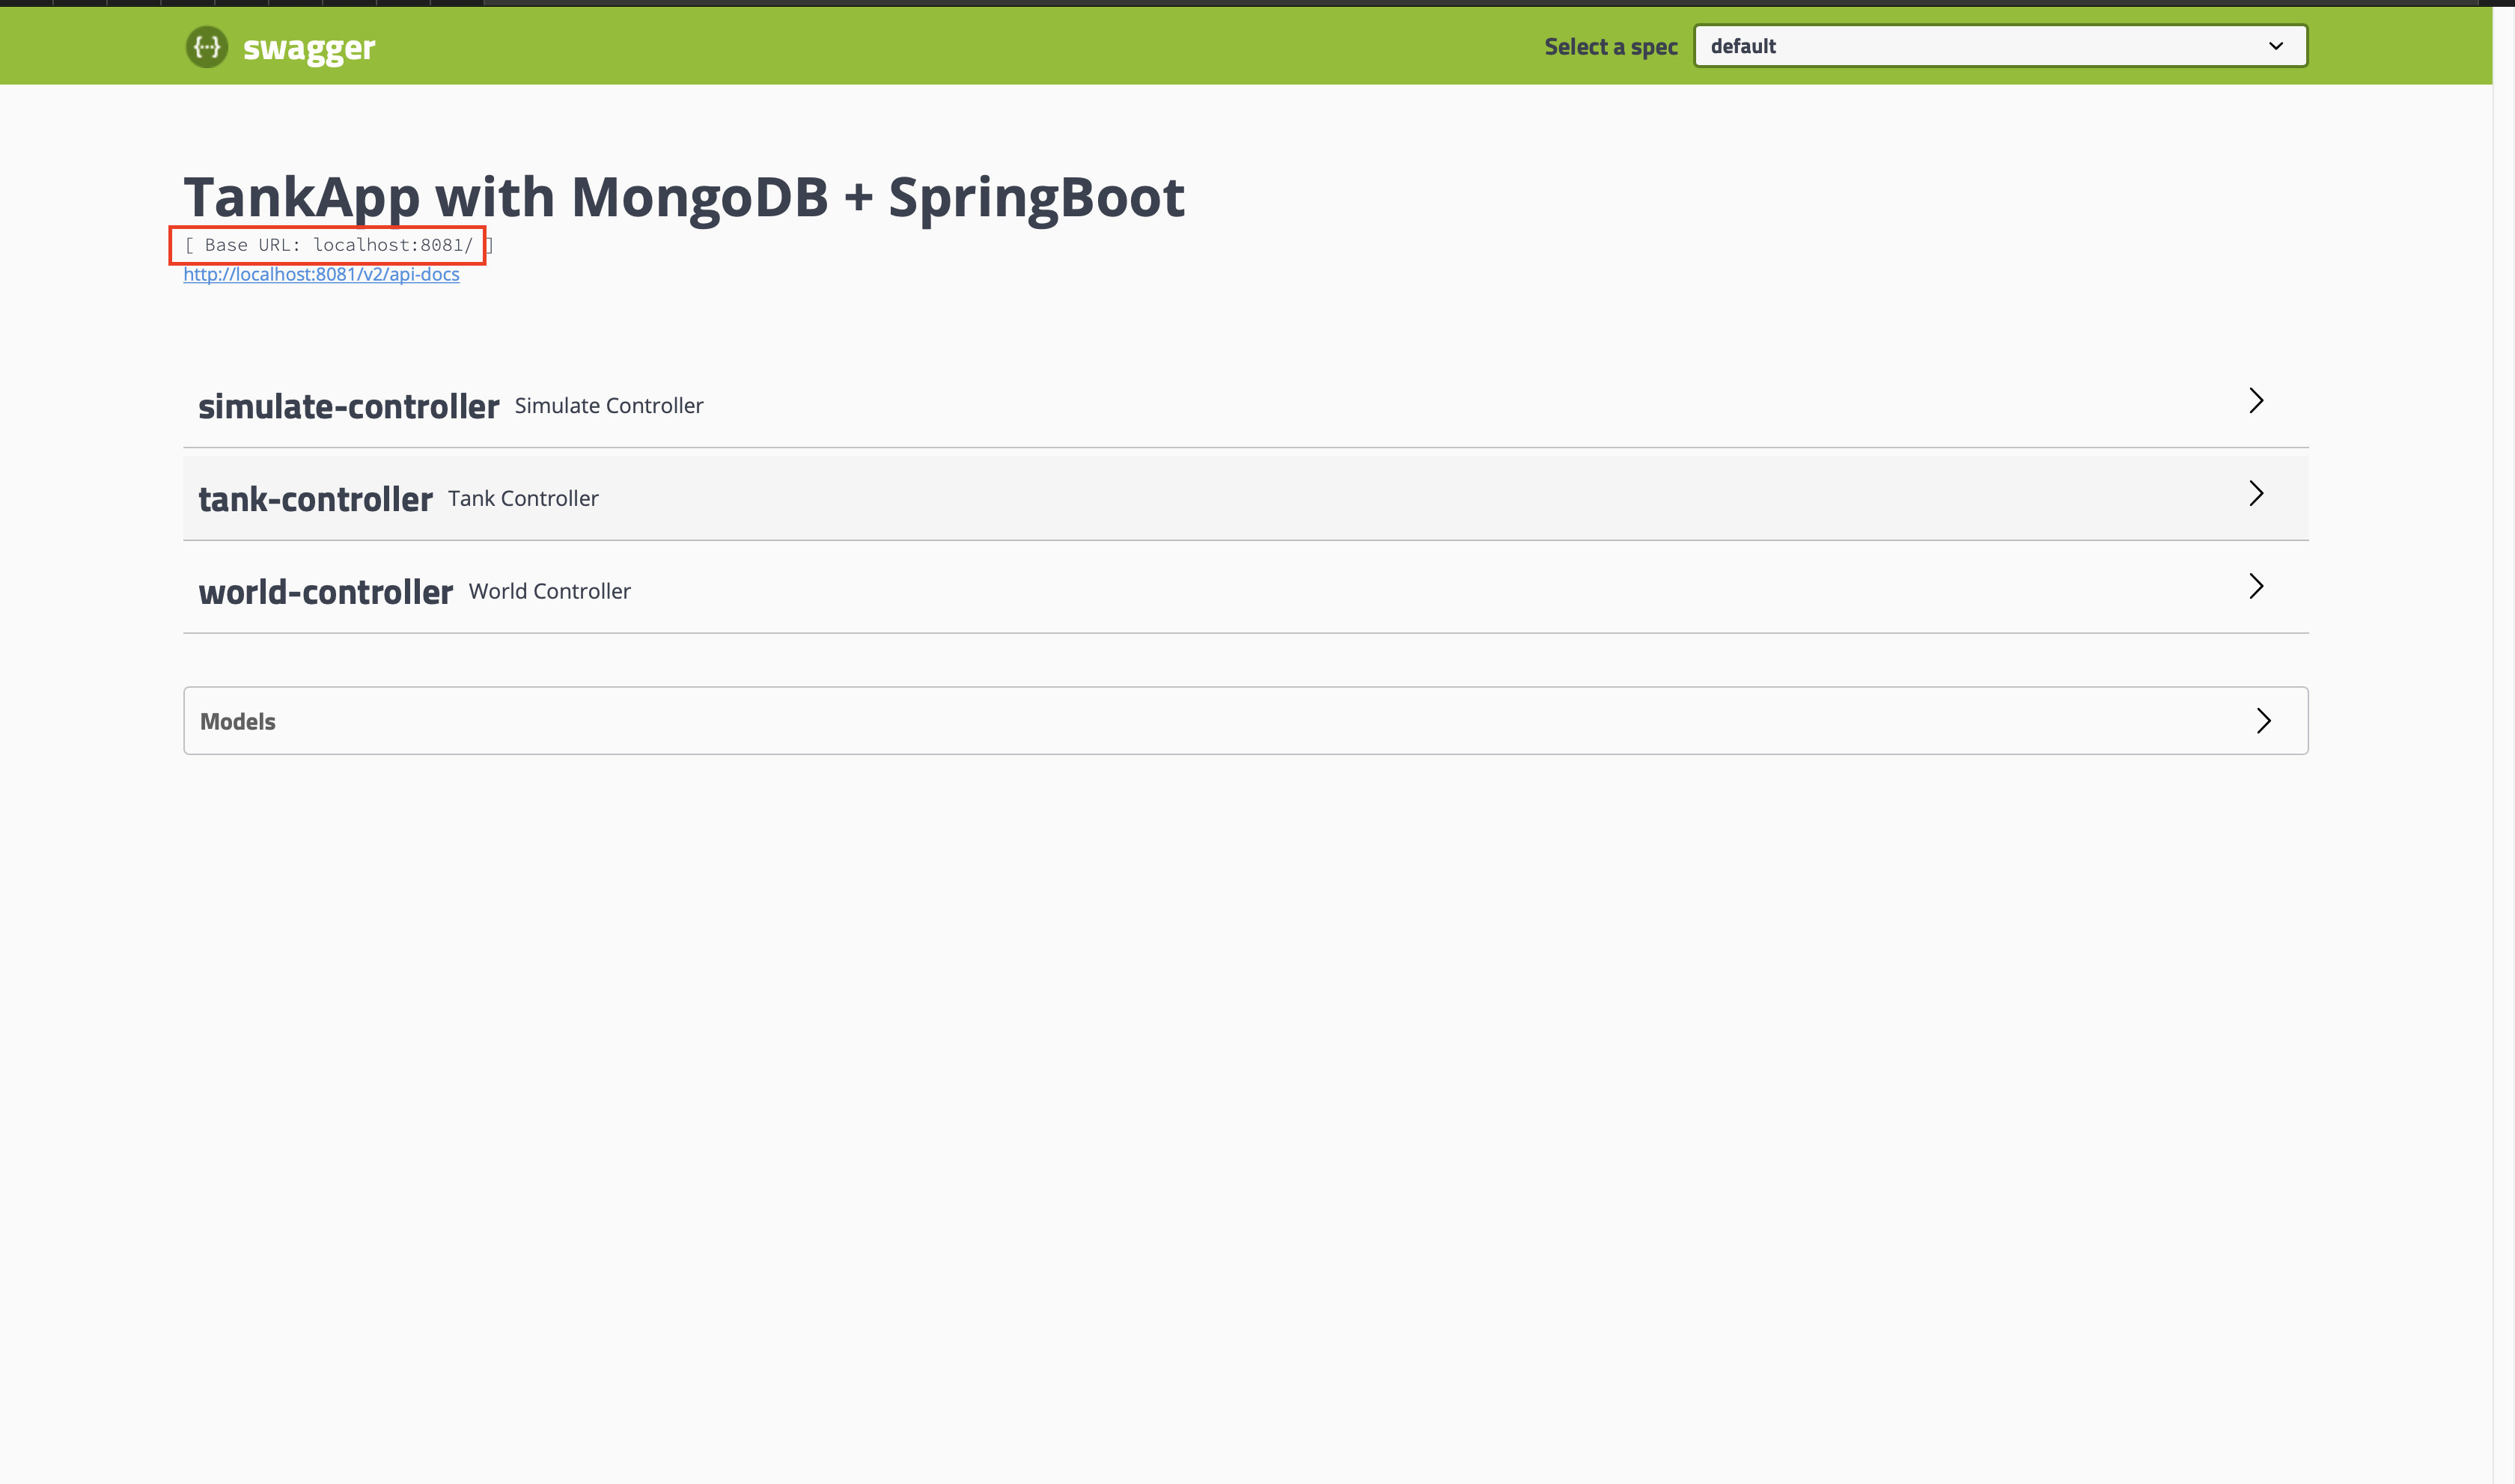 swagger
Select a spec default
TankApp with MongoDB + SpringBoot
[ Base URL: localhost:8081/ ]
http://localhost:8081/v2/api-docs
simulate-controller Simulate Controller
tank-controller Tank Controller
world-controller World Controller
Models